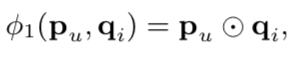 ϕ₁(𝐩ᵤ, 𝐪ᵢ) = 𝐩ᵤ ⊙ 𝐪ᵢ,